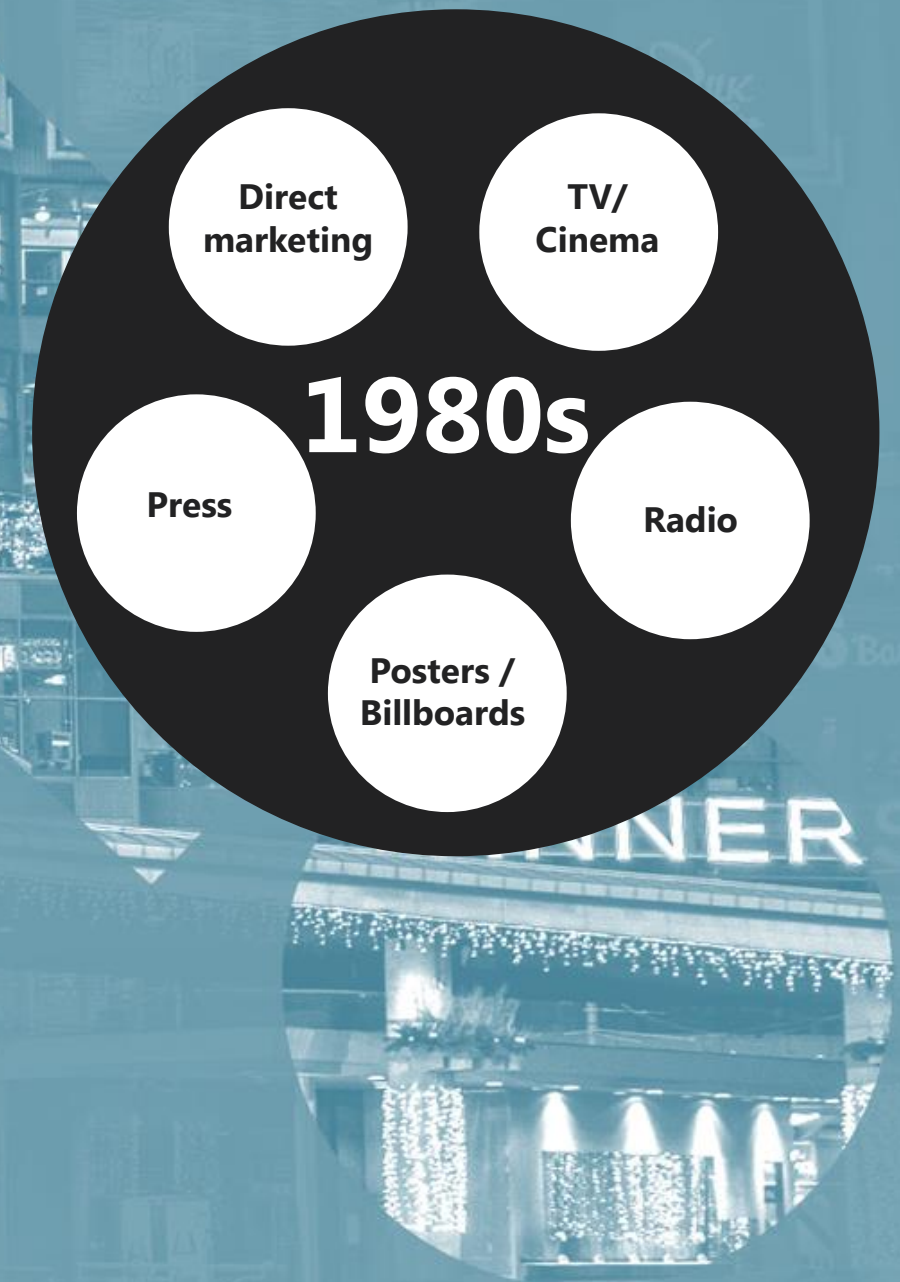 Direct
marketing
TV/
Cinema
1980s
Press
Radio
Posters /
Billboards